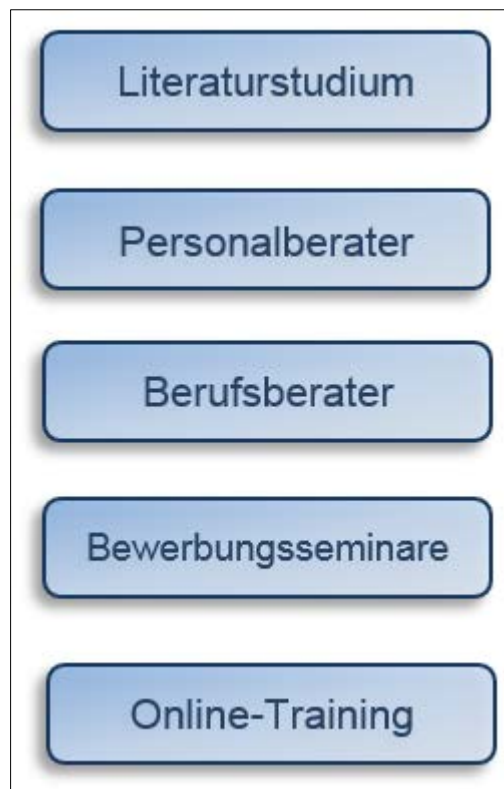 Literaturstudium
Personalberater
Berufsberater
Bewerbungsseminare
Online-Training